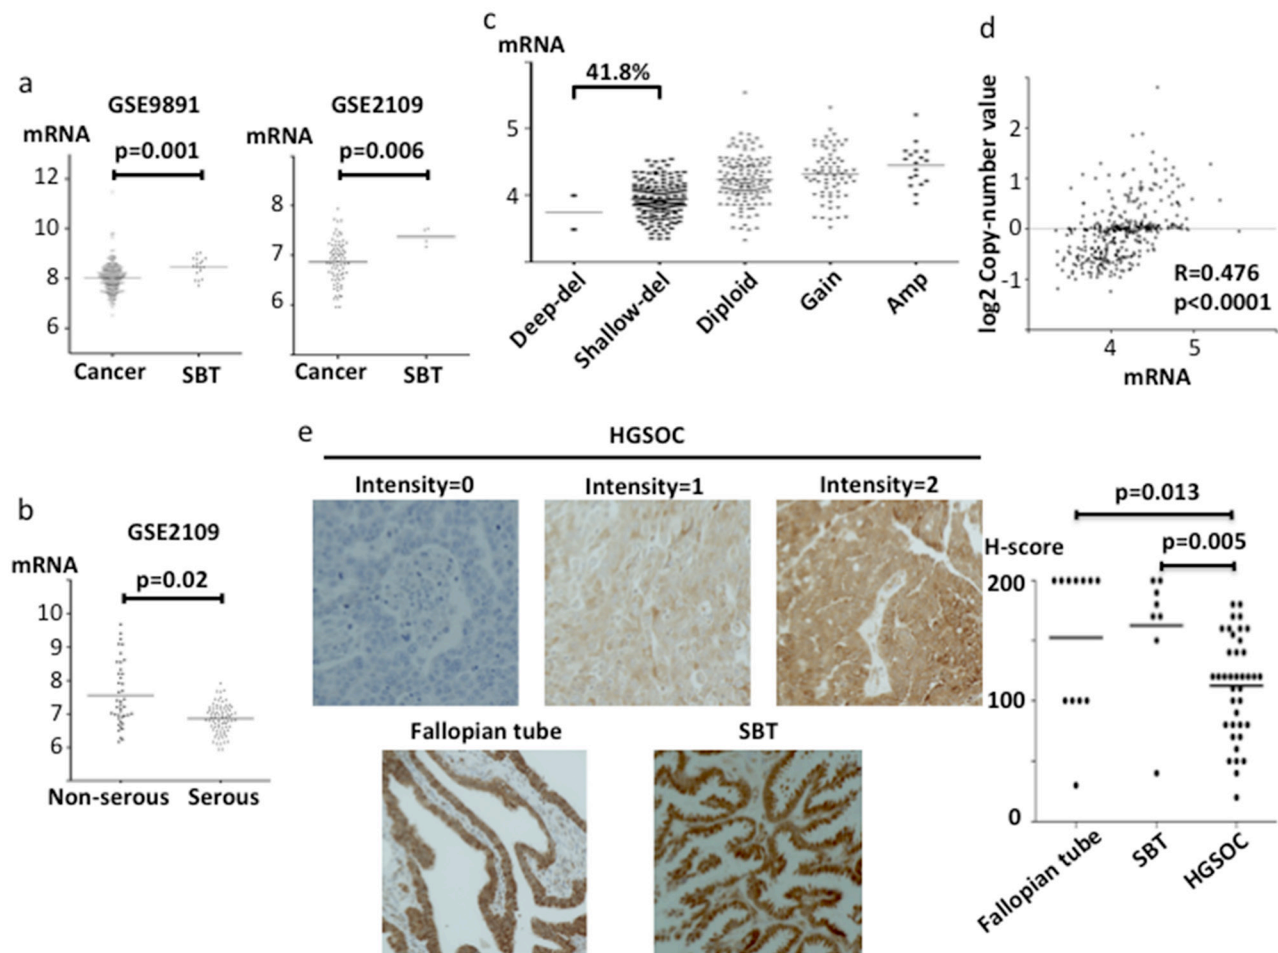 a
GSE9891
mRNA
p=0.001
12
10
8
6
Cancer SBT
GSE2109
mRNA
p=0.006
8
7
6
Cancer SBT
c
mRNA
41.8%
5
4
Deep-del
Shallow-del
Diploid
Gain
Amp
d
log2 Copy-number value
2
1
0
-1
R=0.476
p<0.0001
4 5
mRNA
b
GSE2109
mRNA
p=0.02
10
9
8
7
6
Non-serous Serous
e
HGSOC
Intensity=0 Intensity=1 Intensity=2
Fallopian tube SBT
p=0.013
H-score
p=0.005
200
100
0
Fallopian tube
SBT
HGSOC